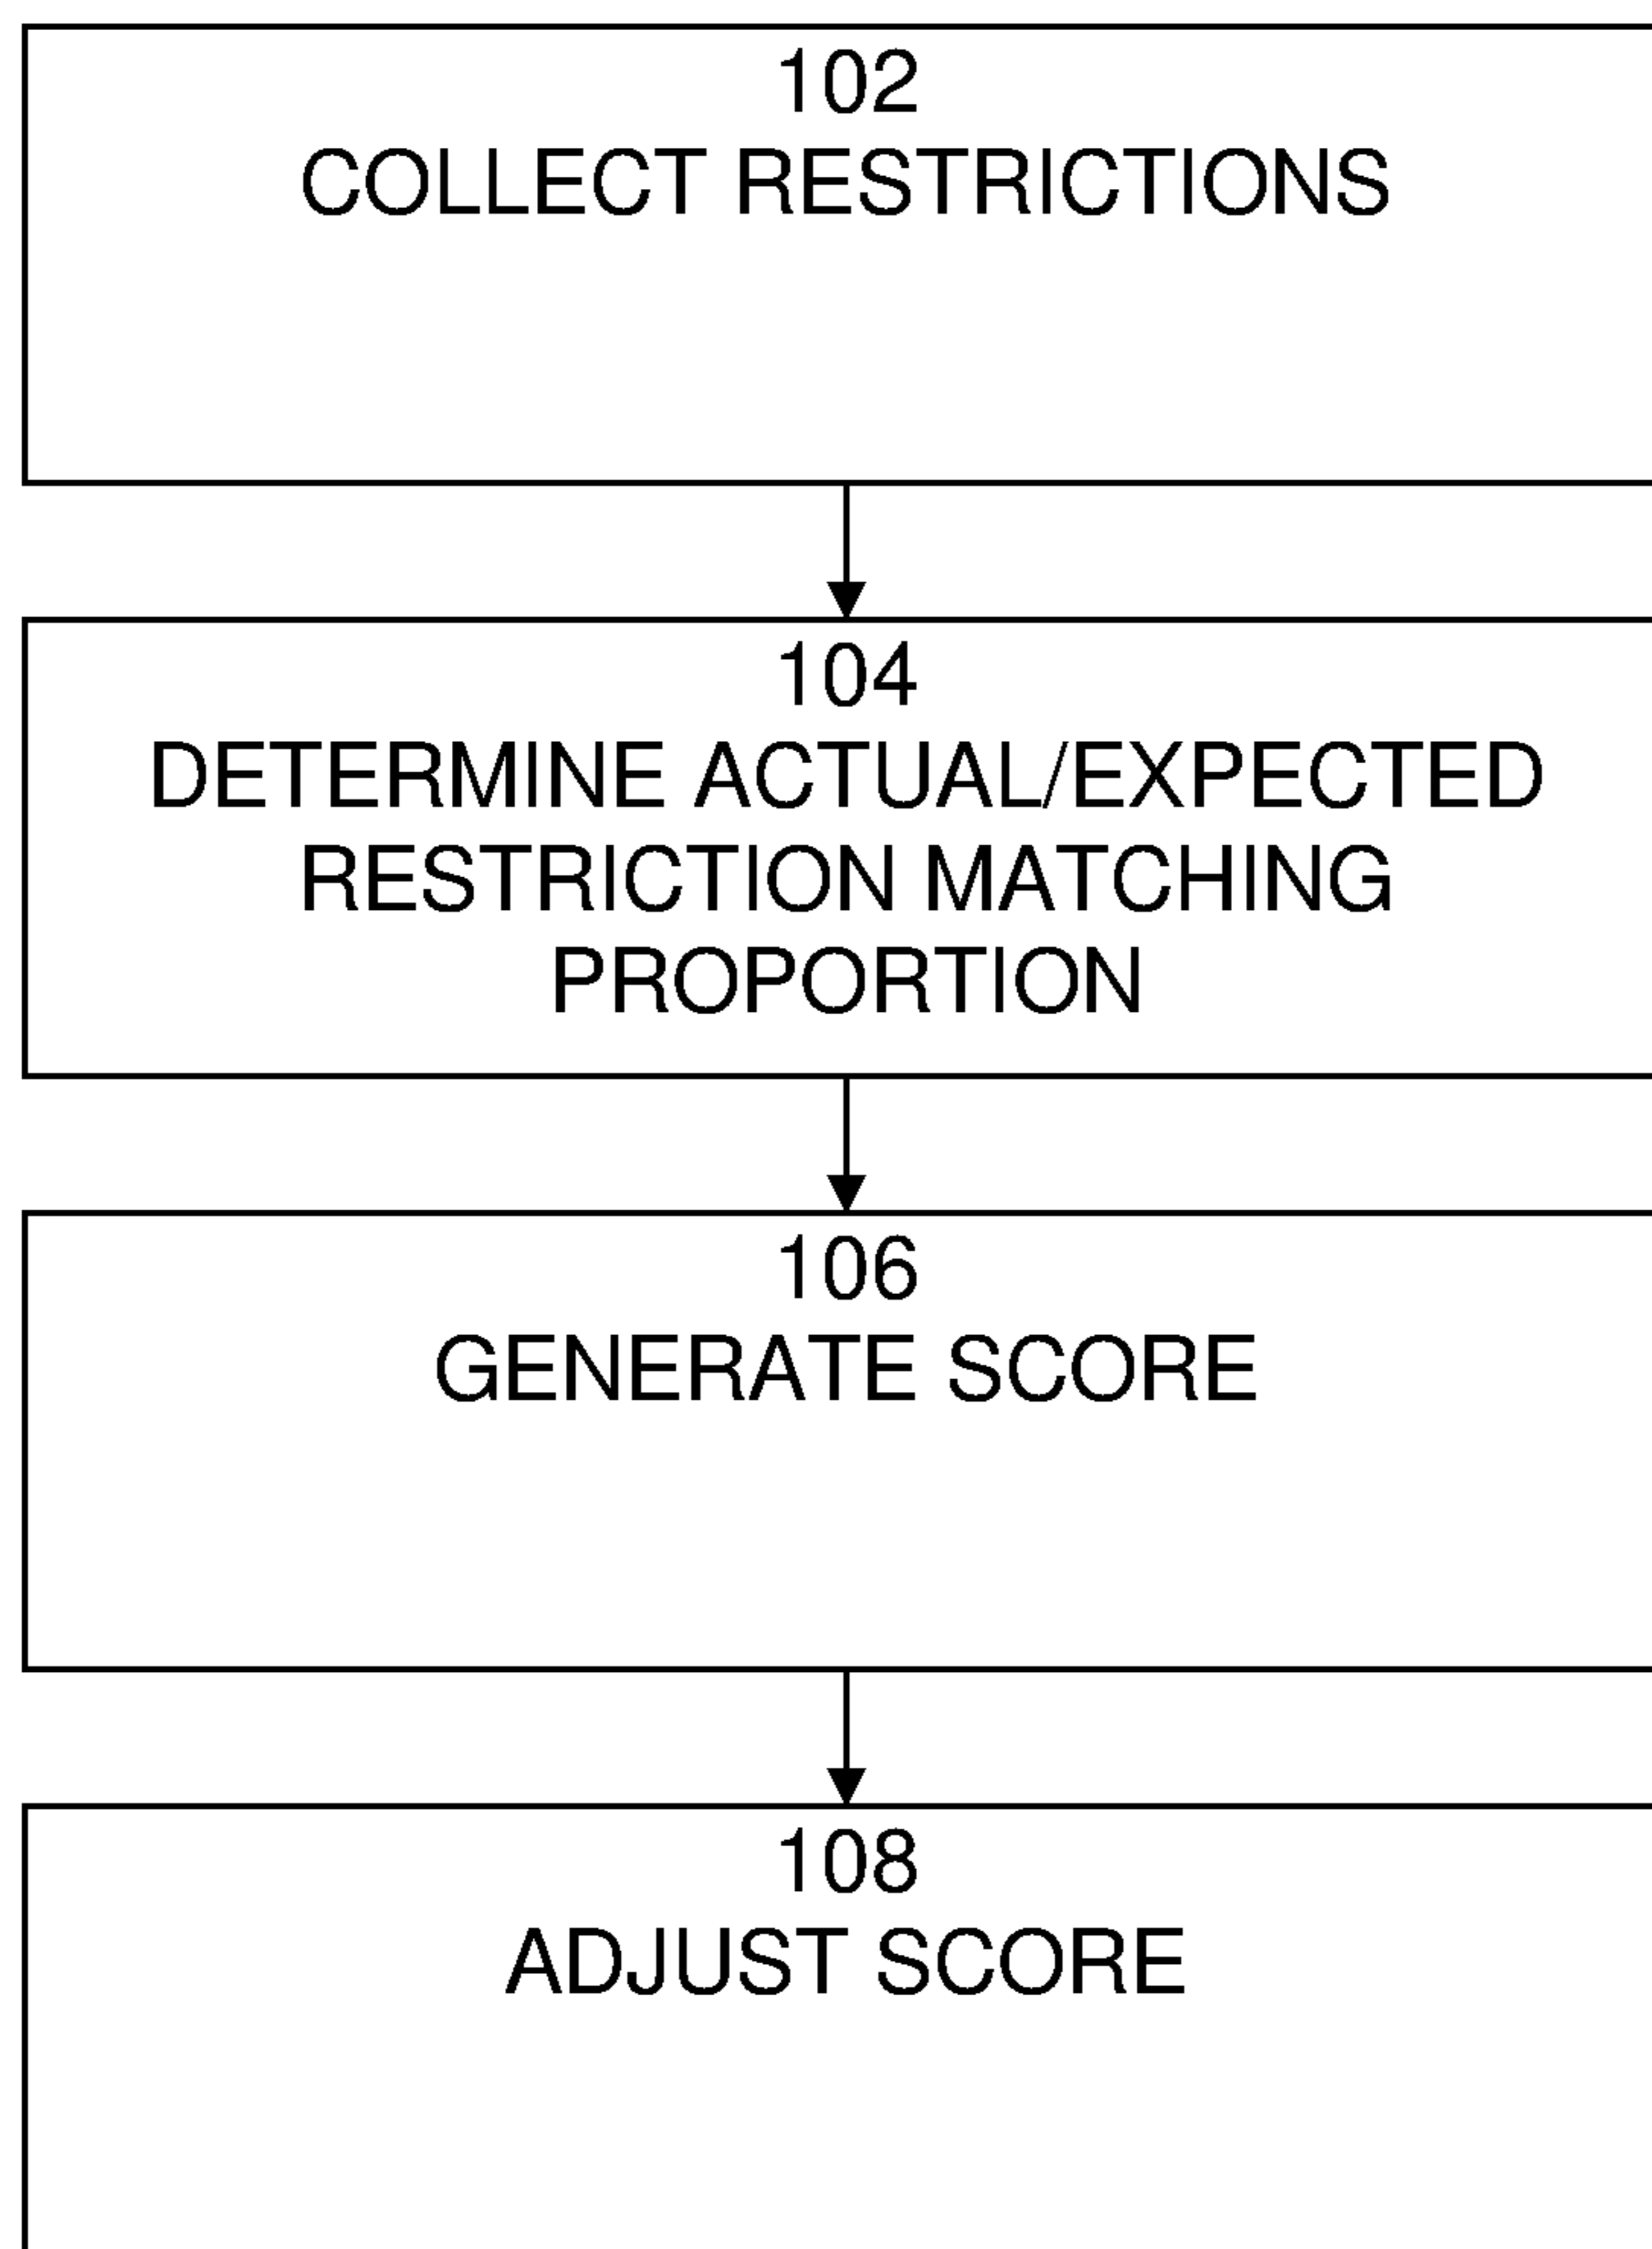 102
COLLECT RESTRICTIONS
104
DETERMINE ACTUAL/EXPECTED
RESTRICTION MATCHING
PROPORTION
106
GENERATE SCORE
108
ADJUST SCORE